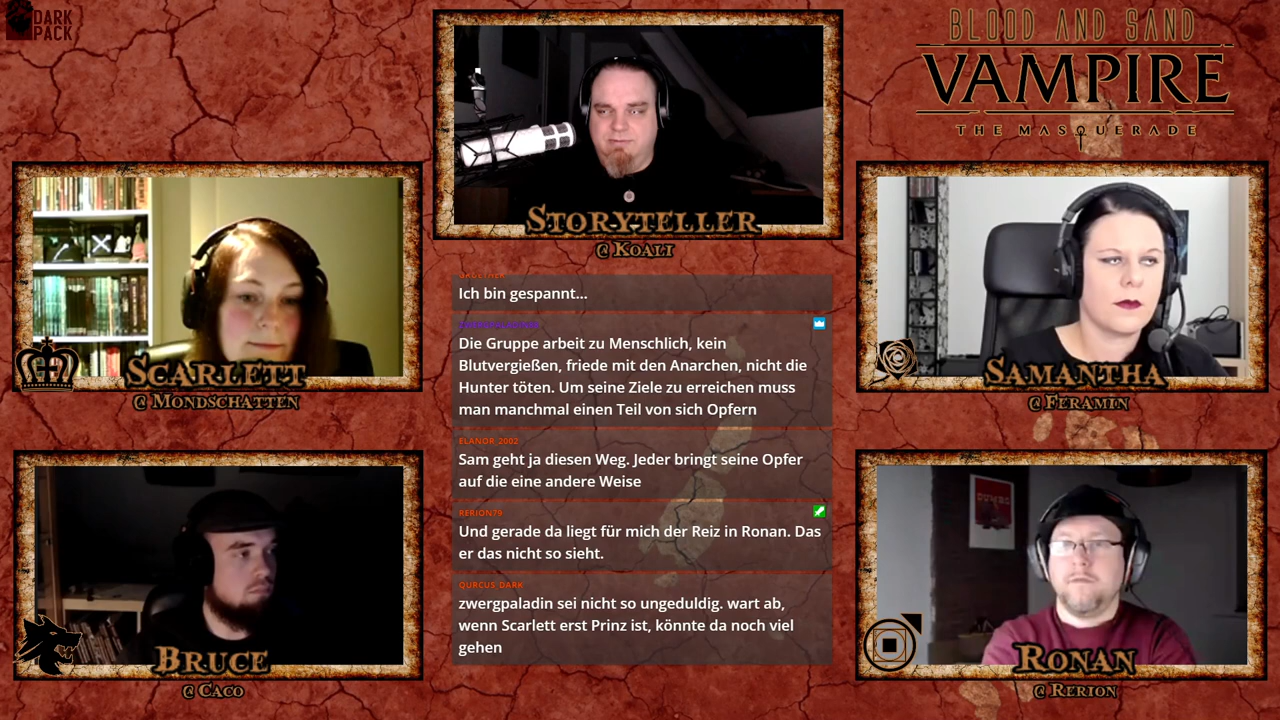 DARK
PACK
BLOOD AND SAND
VAMPIRE
THE MASQUERADE
STORYTELLER
@ KOALI
SCARLETT
@ MONDSCHATTEN
SAMANTHA
@ FERAMIN
Ich bin gespannt...
Die Gruppe arbeit zu Menschlich, kein
Blutvergießen, friede mit den Anarchen, nicht die
Hunter töten. Um seine Ziele zu erreichen muss
man manchmal einen Teil von sich Opfern
ELANOR_2002
Sam geht ja diesen Weg. Jeder bringt seine Opfer
auf die eine andere Weise
RERION79
Und gerade da liegt für mich der Reiz in Ronan. Das
er das nicht so sieht.
QURCUS_DARK
zwergpaladin sei nicht so ungeduldig. wart ab,
wenn Scarlett erst Prinz ist, könnte da noch viel
gehen
BRUCE
@ CACO
RONAN
@ RERION